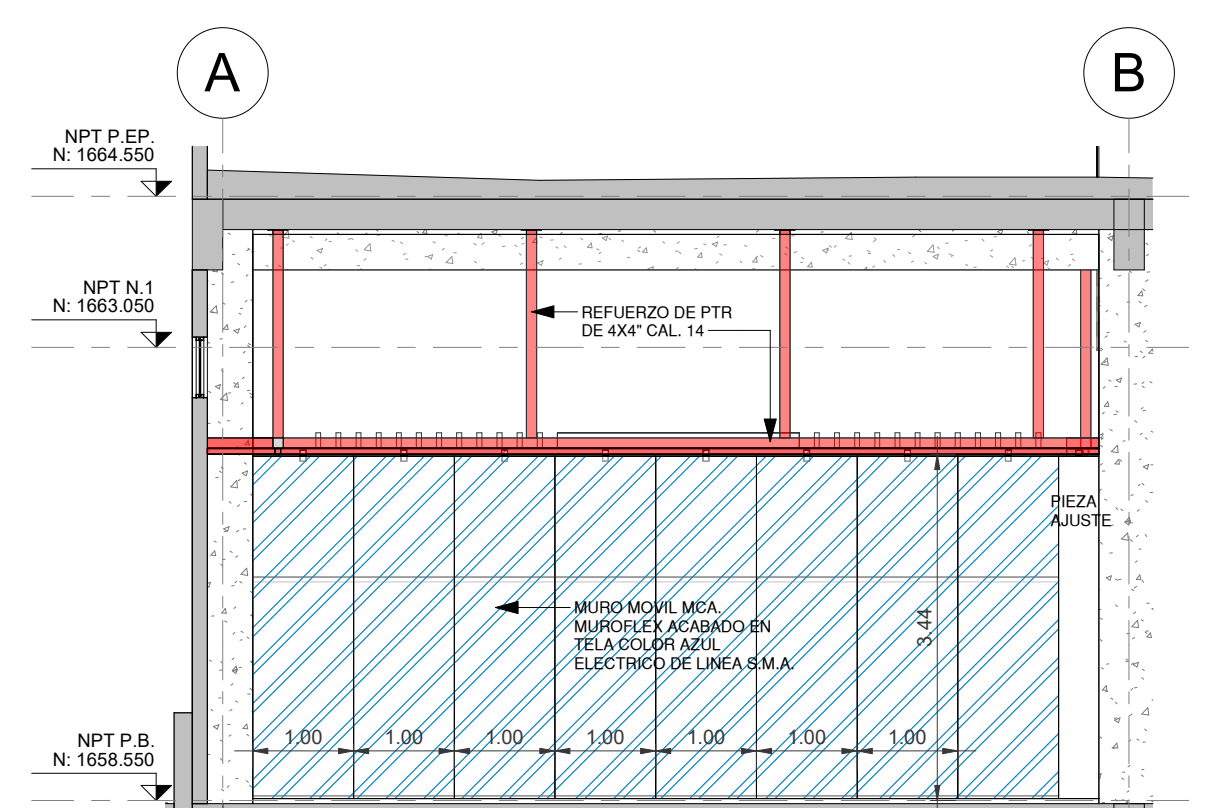 A
B
NPT P.EP.
N: 1664.550
NPT N.1
N: 1663.050
REFUERZO DE PTR
DE 4X4" CAL. 14
PIEZA
AJUSTE
MURO MOVIL MCA.
MUROFLEX ACABADO EN
TELA COLOR AZUL
ELECTRICO DE LINEA S.M.A.
3.44
1.00
1.00
1.00
1.00
1.00
1.00
1.00
NPT P.B.
N: 1658.550